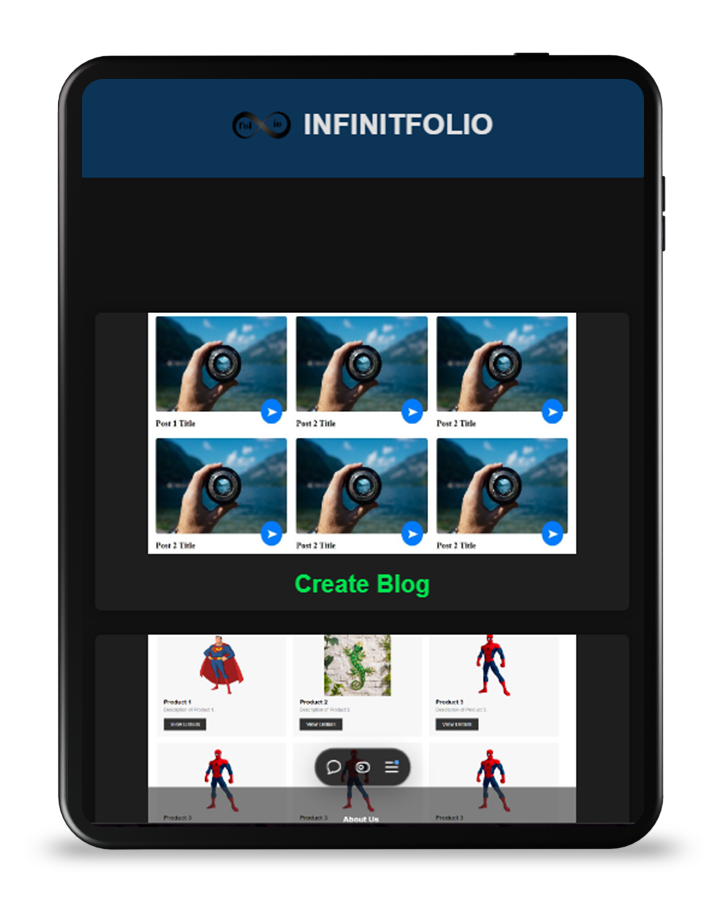 fol io INFINITFOLIO
Post 1 Title Post 2 Title Post 2 Title
Post 2 Title Post 2 Title Post 2 Title
Create Blog
Product 1 Product 2 Product 3
Description of Product 1 Description of Product 2 Description of Product 3
View Details View Details View Details
Product 3 Product 3 Product 3
About Us